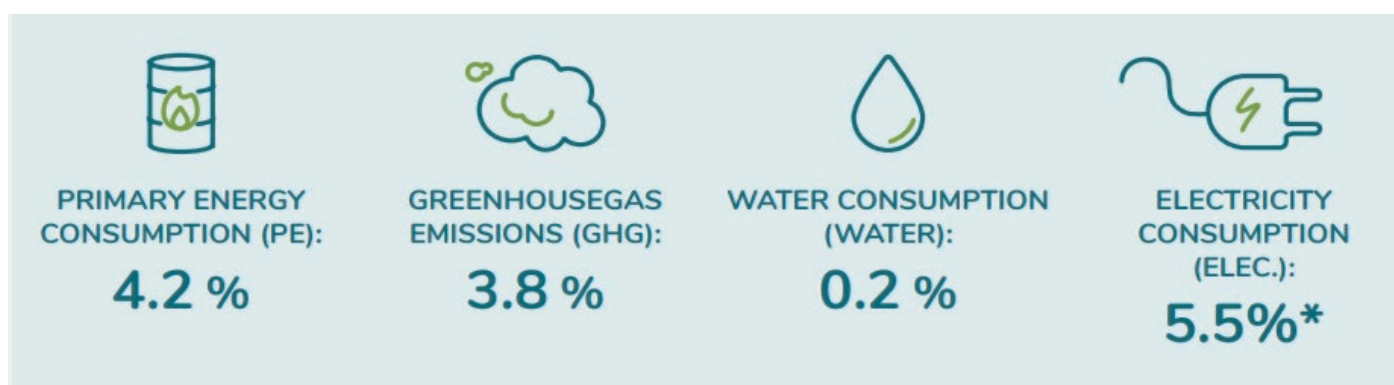 PRIMARY ENERGY
CONSUMPTION (PE):
4.2 %
GREENHOUSEGAS
EMISSIONS (GHG):
3.8 %
WATER CONSUMPTION
(WATER):
0.2 %
ELECTRICITY
CONSUMPTION
(ELEC.):
5.5%*